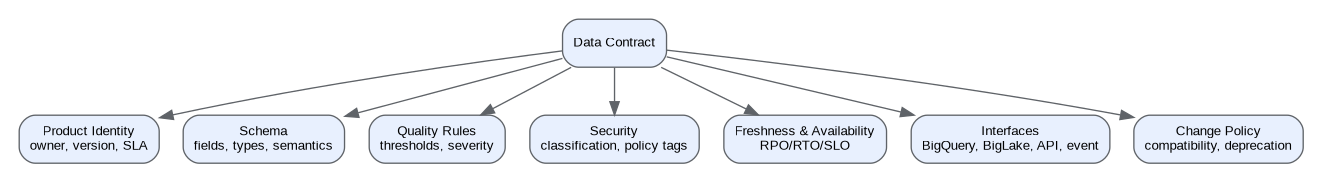 Data Contract
Product Identity
owner, version, SLA
Schema
fields, types, semantics
Quality Rules
thresholds, severity
Security
classification, policy tags
Freshness & Availability
RPO/RTO/SLO
Interfaces
BigQuery, BigLake, API, event
Change Policy
compatibility, deprecation